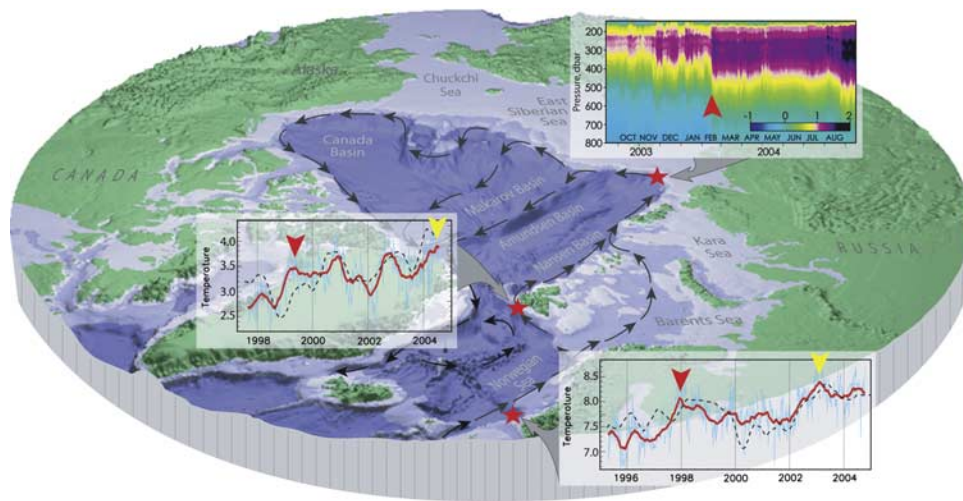 Alaska
Chuckchi
Sea
East
Siberian Sea
Canada
Basin
CANADA
Makarov Basin
Amundsen Basin
Nansen Basin
Kara
Sea
RUSSIA
Barents Sea
Norwegian
Sea
Pressure, dbar
200
300
400
500
600
700
800
-1 0 1 2
OCT NOV DEC JAN FEB MAR APR MAY JUN JUL AUG
2003 2004
Temperature
4.0
3.5
3.0
2.5
1998 2000 2002 2004
Temperature
8.5
8.0
7.5
7.0
1996 1998 2000 2002 2004